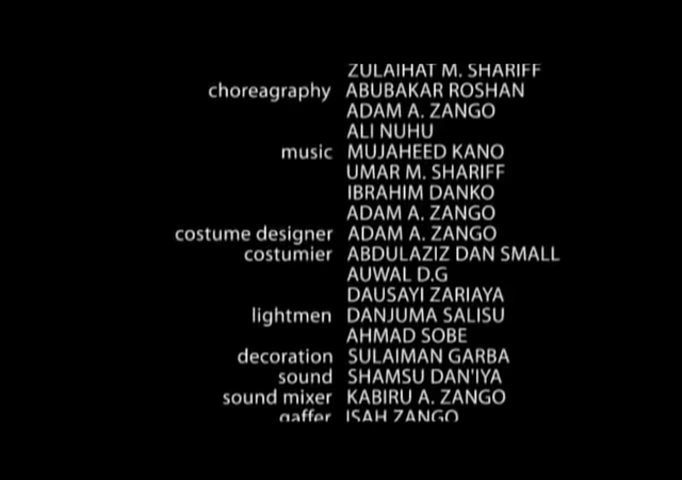 ZULAIHAT M. SHARIFF
choreagraphy ABUBAKAR ROSHAN
ADAM A. ZANGO
ALI NUHU
music MUJAHEED KANO
UMAR M. SHARIFF
IBRAHIM DANKO
ADAM A. ZANGO
costume designer ADAM A. ZANGO
costumier ABDULAZIZ DAN SMALL
AUWAL D.G
DAUSAYI ZARIAYA
lightmen DANJUMA SALISU
AHMAD SOBE
decoration SULAIMAN GARBA
sound SHAMSU DAN'IYA
sound mixer KABIRU A. ZANGO
gaffer ISAH ZANGO